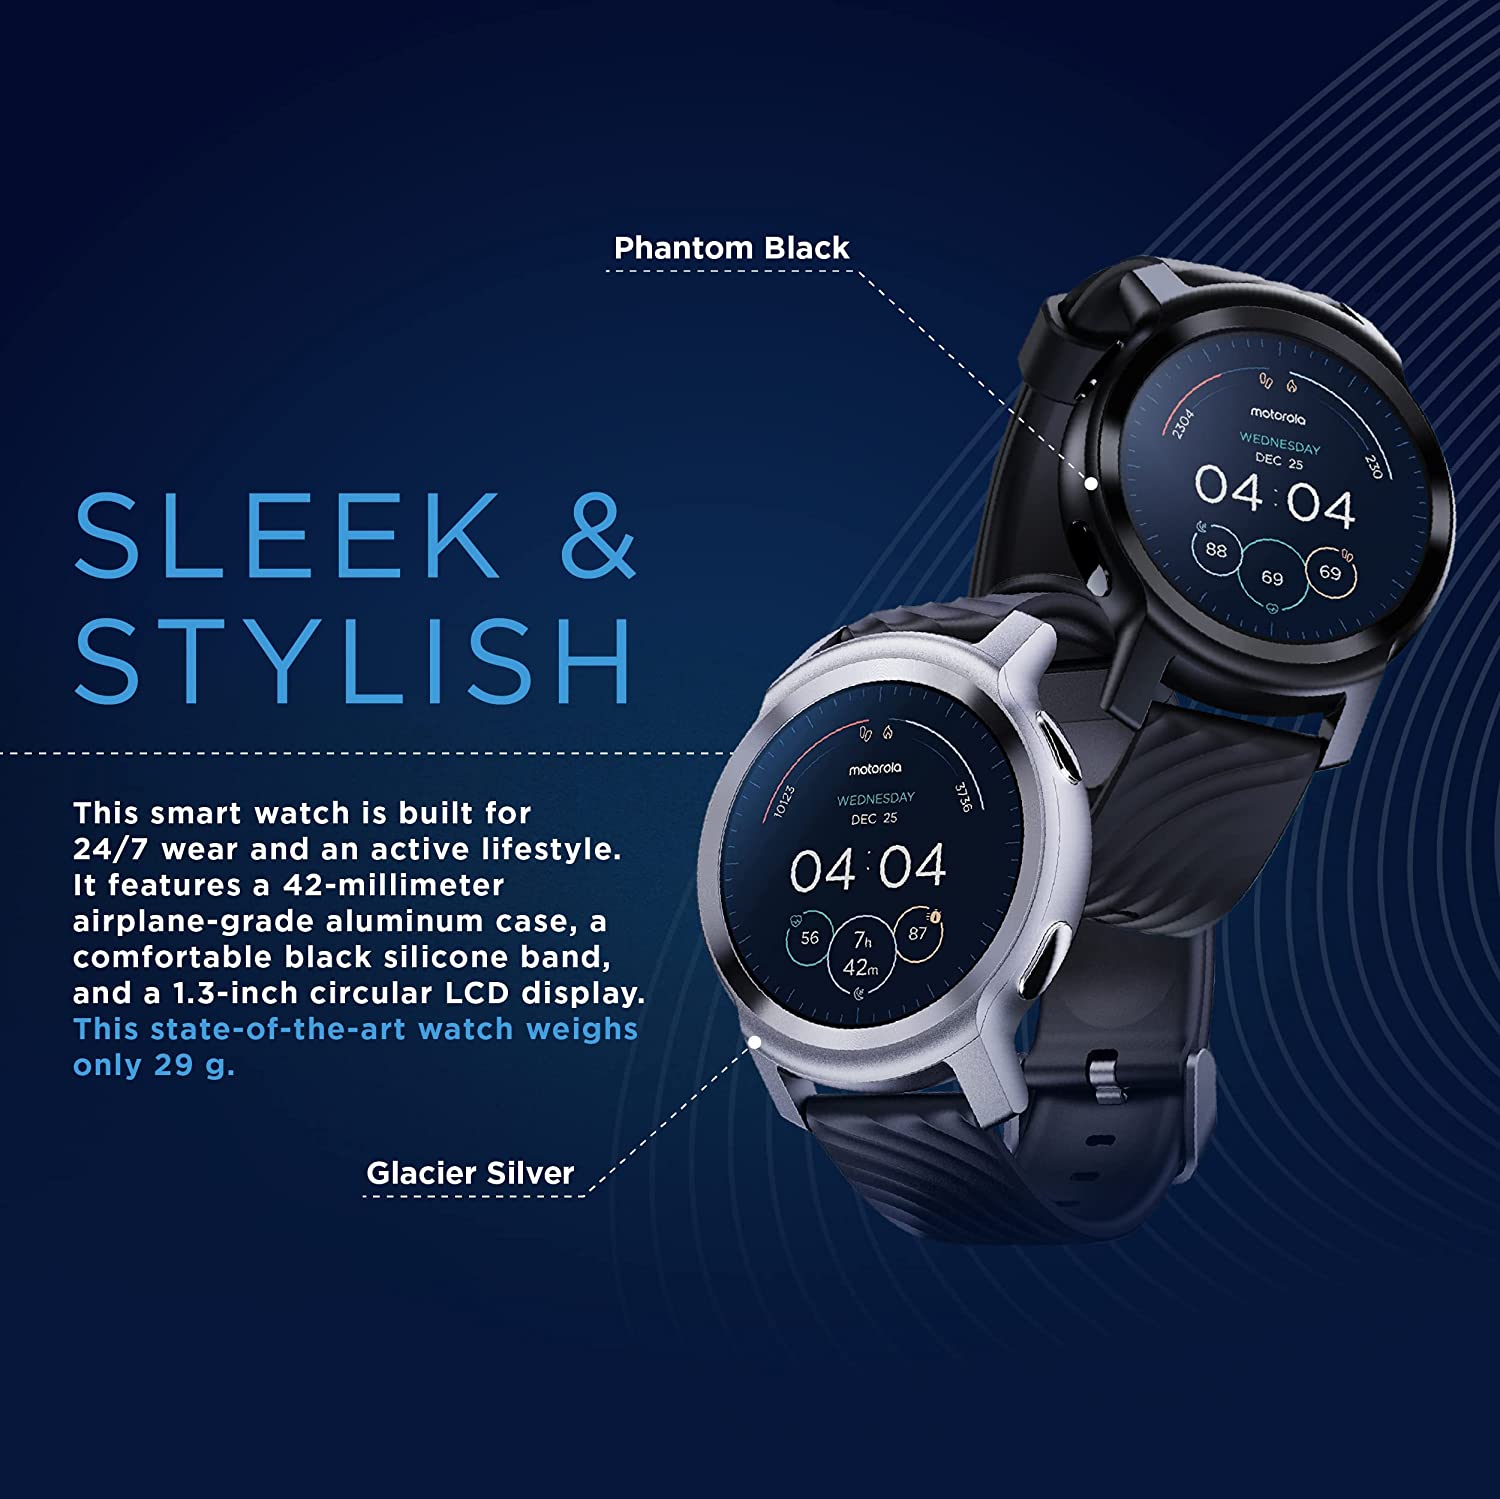 Phantom Black
SLEEK &
STYLISH
This smart watch is built for
24/7 wear and an active lifestyle.
It features a 42-millimeter
airplane-grade aluminum case, a
comfortable black silicone band,
and a 1.3-inch circular LCD display.
This state-of-the-art watch weighs
only 29 g.
Glacier Silver
motorola
2304
230
WEDNESDAY
DEC 25
04:04
88
69
69
motorola
10123
3736
WEDNESDAY
DEC 25
04:04
56
7h
42m
87